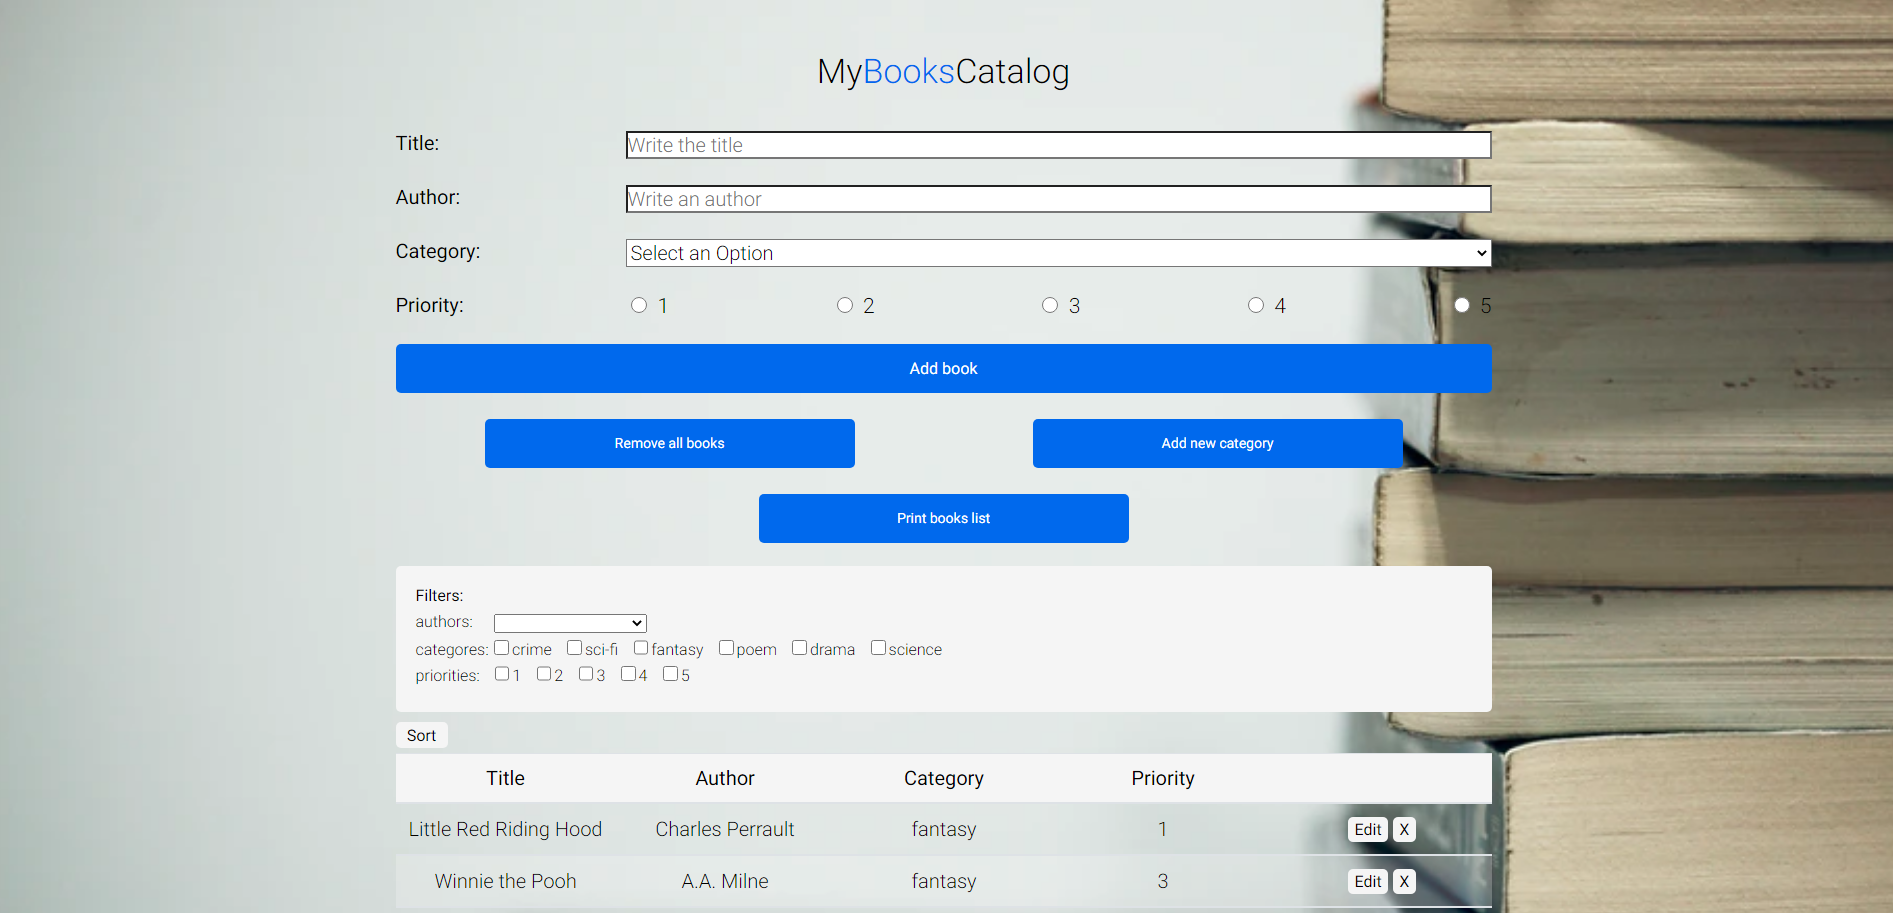 MyBooksCatalog
Title: Write the title
Author: Write an author
Category: Select an Option
Priority: 1 2 3 4 5
Add book
Remove all books Add new category
Print books list
Filters:
authors:
categores: crime sci-fi fantasy poem drama science
priorities: 1 2 3 4 5
Sort
Title Author Category Priority
Little Red Riding Hood Charles Perrault fantasy 1 Edit X
Winnie the Pooh A.A. Milne fantasy 3 Edit X